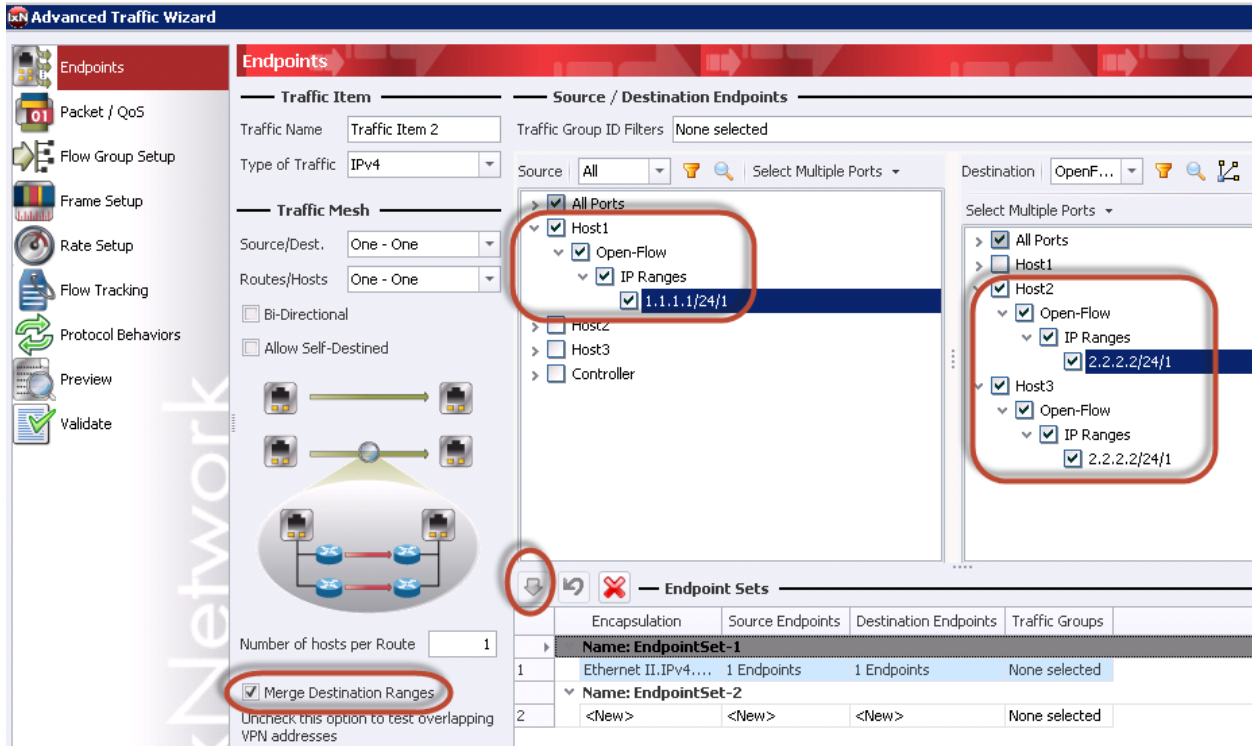 IxN Advanced Traffic Wizard
Endpoints
Packet / QoS
Flow Group Setup
Frame Setup
Rate Setup
Flow Tracking
Protocol Behaviors
Preview
Validate
Network
Endpoints
Traffic Item
Traffic Name Traffic Item 2
Type of Traffic IPv4
Traffic Mesh
Source/Dest. One - One
Routes/Hosts One - One
Bi-Directional
Allow Self-Destined
Number of hosts per Route 1
Merge Destination Ranges
Uncheck this option to test overlapping
VPN addresses
Source / Destination Endpoints
Traffic Group ID Filters None selected
Source All Select Multiple Ports
All Ports
Host1
Open-Flow
IP Ranges
1.1.1.1/24/1
Host2
Host3
Controller
Destination OpenF...
Select Multiple Ports
All Ports
Host1
Host2
Open-Flow
IP Ranges
2.2.2.2/24/1
Host3
Open-Flow
IP Ranges
2.2.2.2/24/1
Endpoint Sets
Encapsulation Source Endpoints Destination Endpoints Traffic Groups
Name: EndpointSet-1
1 Ethernet II.IPv4.... 1 Endpoints 1 Endpoints None selected
Name: EndpointSet-2
2 <New> <New> <New> None selected